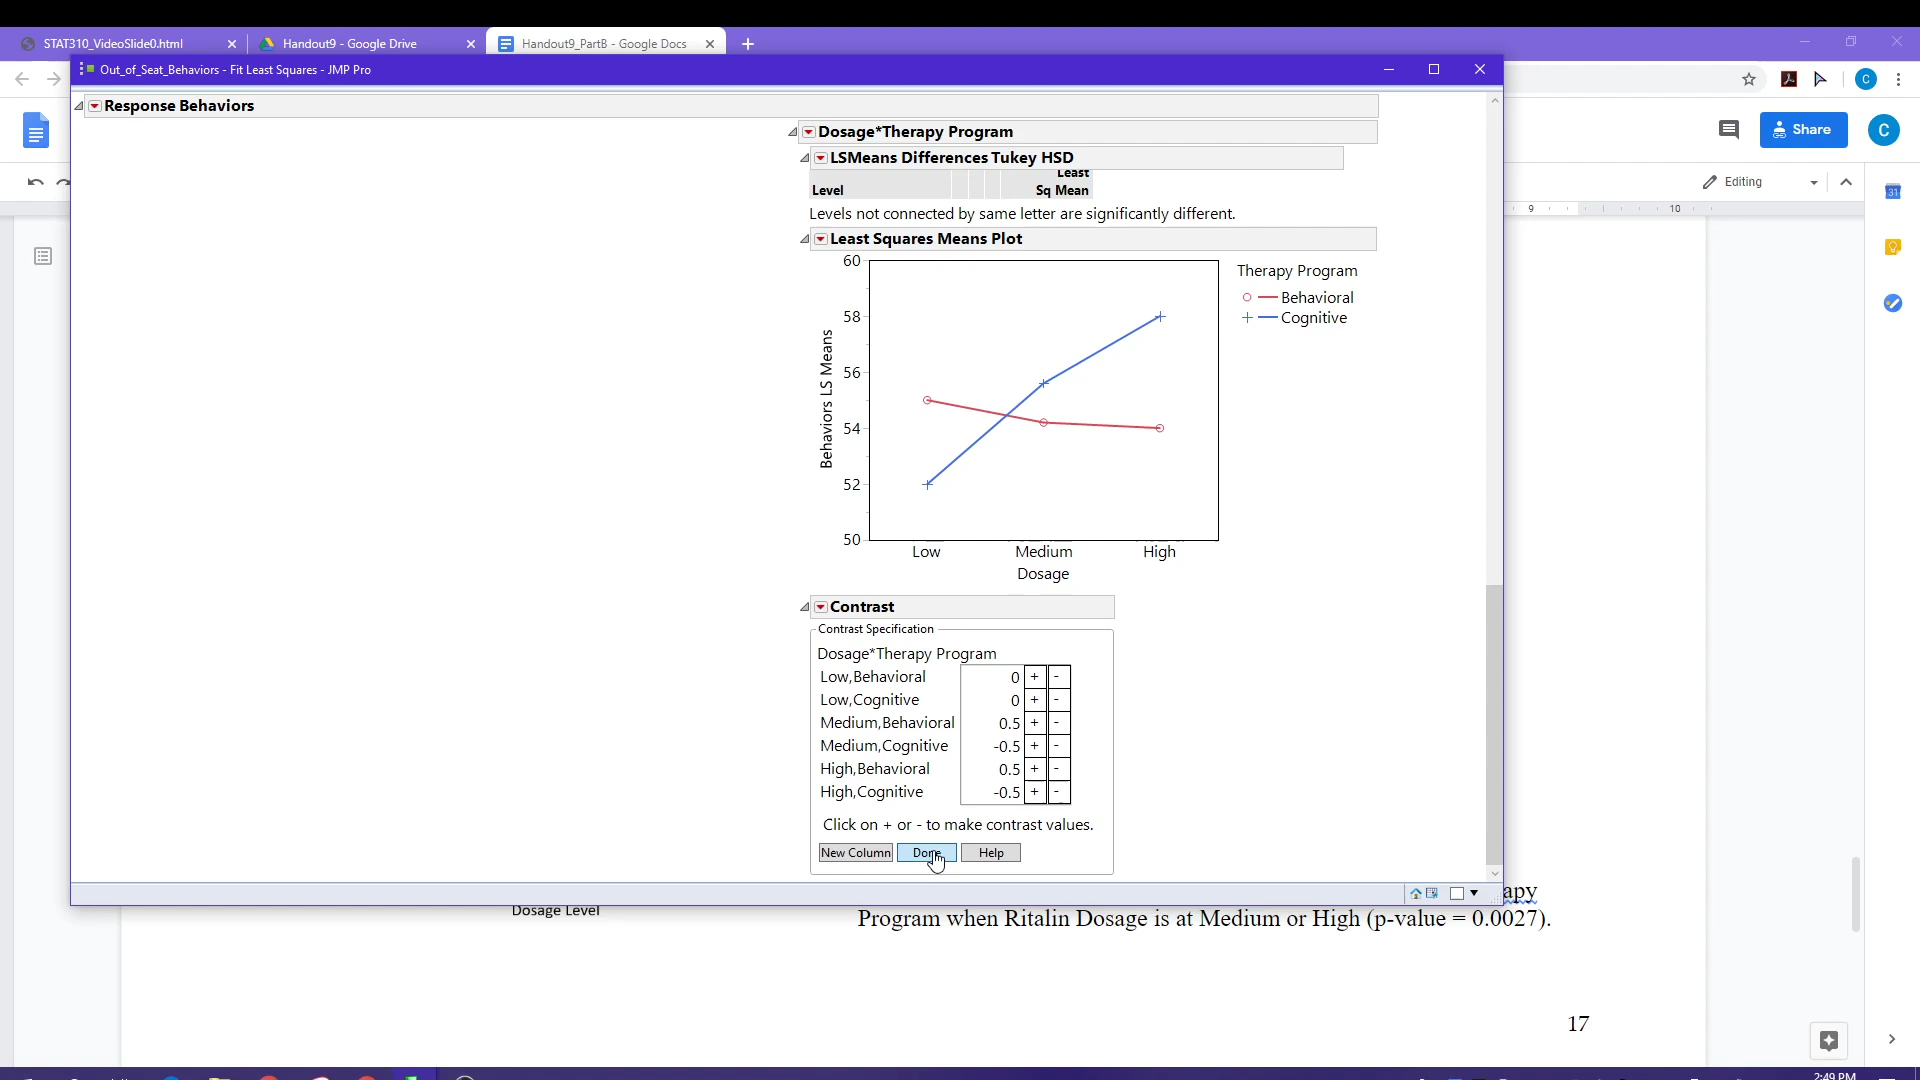 STAT310_VideoSlide0.html
Handout9 - Google Drive
Handout9_PartB - Google Docs
Out_of_Seat_Behaviors - Fit Least Squares - JMP Pro
C
Response Behaviors
Dosage*Therapy Program
Share
C
LSMeans Differences Tukey HSD
Least
Level Sq Mean
Editing
31
Levels not connected by same letter are significantly different.
9 10
Least Squares Means Plot
60
58
56
54
52
50
Behaviors LS Means
Low Medium High
Dosage
Therapy Program
Behavioral
Cognitive
Contrast
Contrast Specification
Dosage*Therapy Program
Low,Behavioral 0 + -
Low,Cognitive 0 + -
Medium,Behavioral 0.5 + -
Medium,Cognitive -0.5 + -
High,Behavioral 0.5 + -
High,Cognitive -0.5 + -
Click on + or - to make contrast values.
New Column Done Help
apy
Dosage Level
Program when Ritalin Dosage is at Medium or High (p-value = 0.0027).
17
2:49 PM